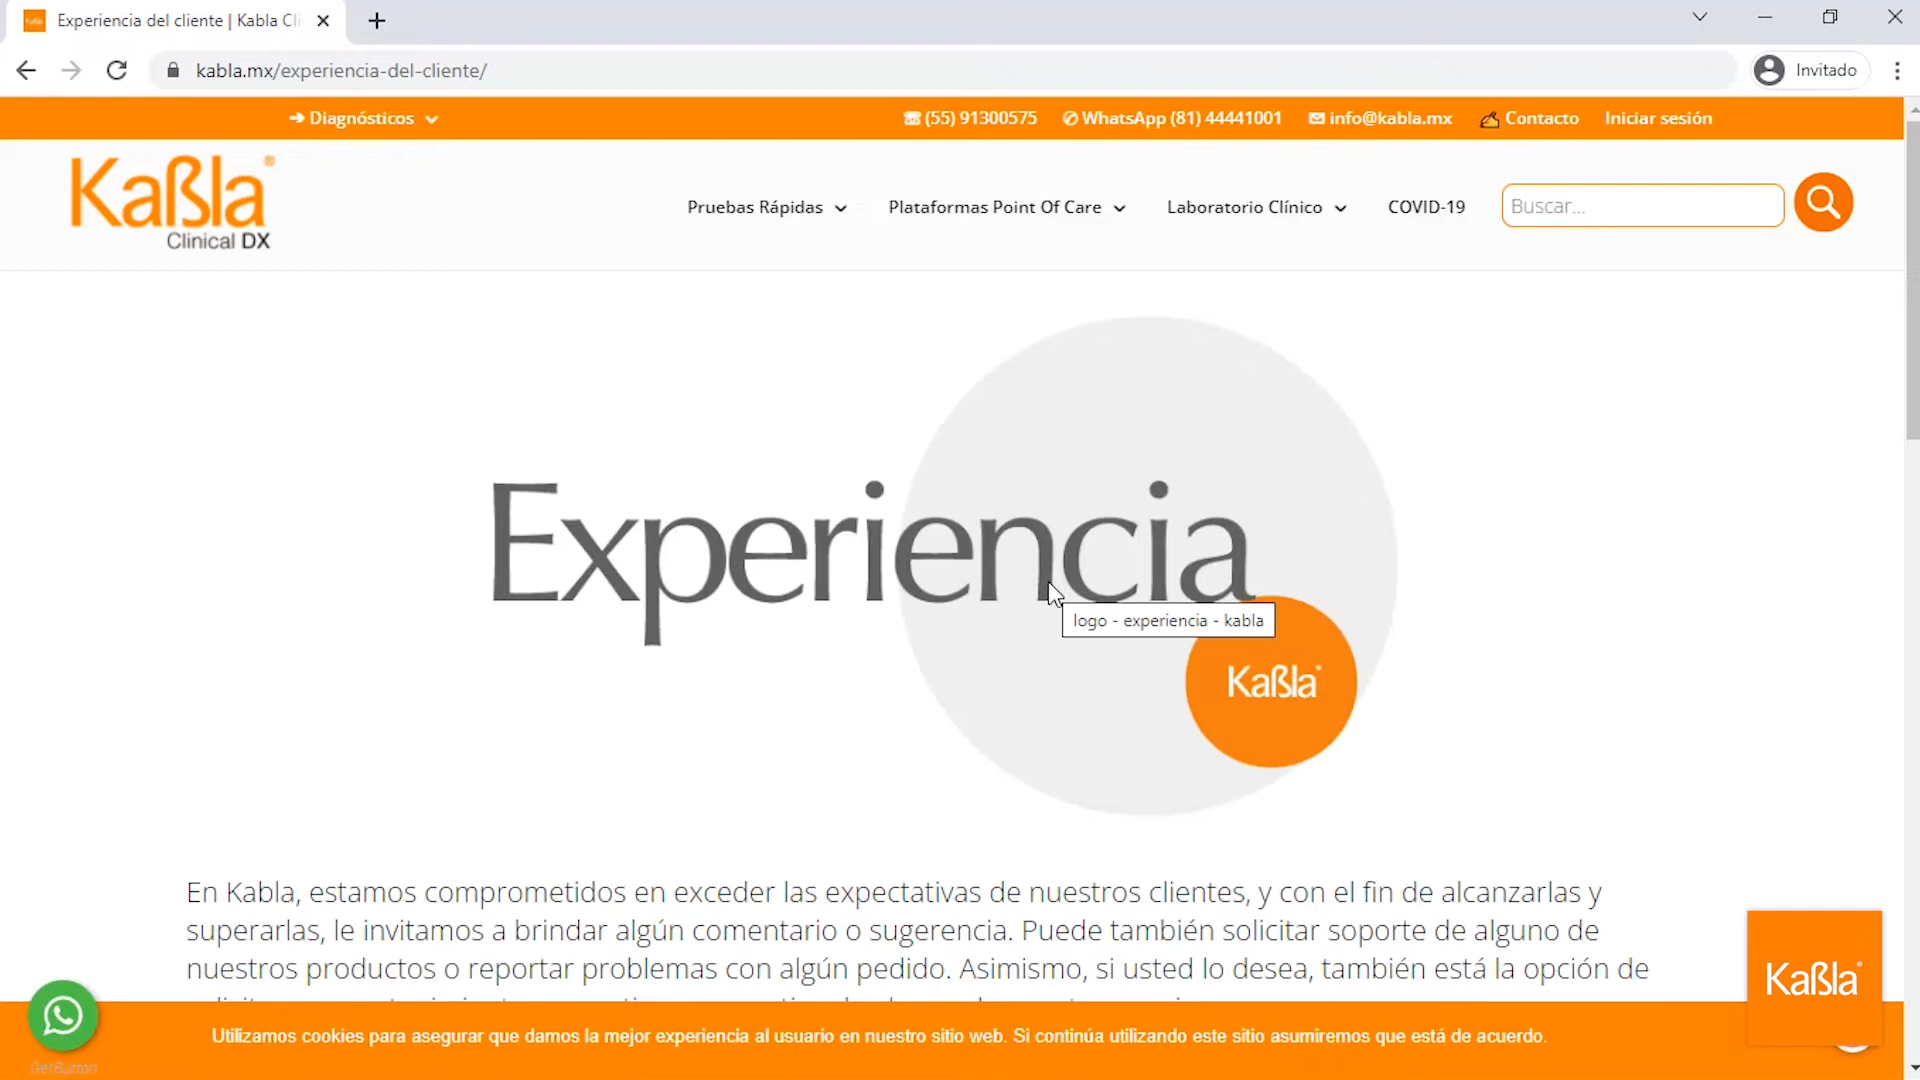 Experiencia del cliente | Kabla Cli
kabla.mx/experiencia-del-cliente/
Invitado
Diagnósticos
(55) 91300575
WhatsApp (81) 44441001
info@kabla.mx
Contacto
Iniciar sesión
Kaßla®
Clinical DX
Pruebas Rápidas
Plataformas Point Of Care
Laboratorio Clínico
COVID-19
Buscar...
Experiencia
logo - experiencia - kabla
Kaßla
En Kabla, estamos comprometidos en exceder las expectativas de nuestros clientes, y con el fin de alcanzarlas y
superarlas, le invitamos a brindar algún comentario o sugerencia. Puede también solicitar soporte de alguno de
nuestros productos o reportar problemas con algún pedido. Asimismo, si usted lo desea, también está la opción de
Kaßla
Utilizamos cookies para asegurar que damos la mejor experiencia al usuario en nuestro sitio web. Si continúa utilizando este sitio asumiremos que está de acuerdo.
GetButton